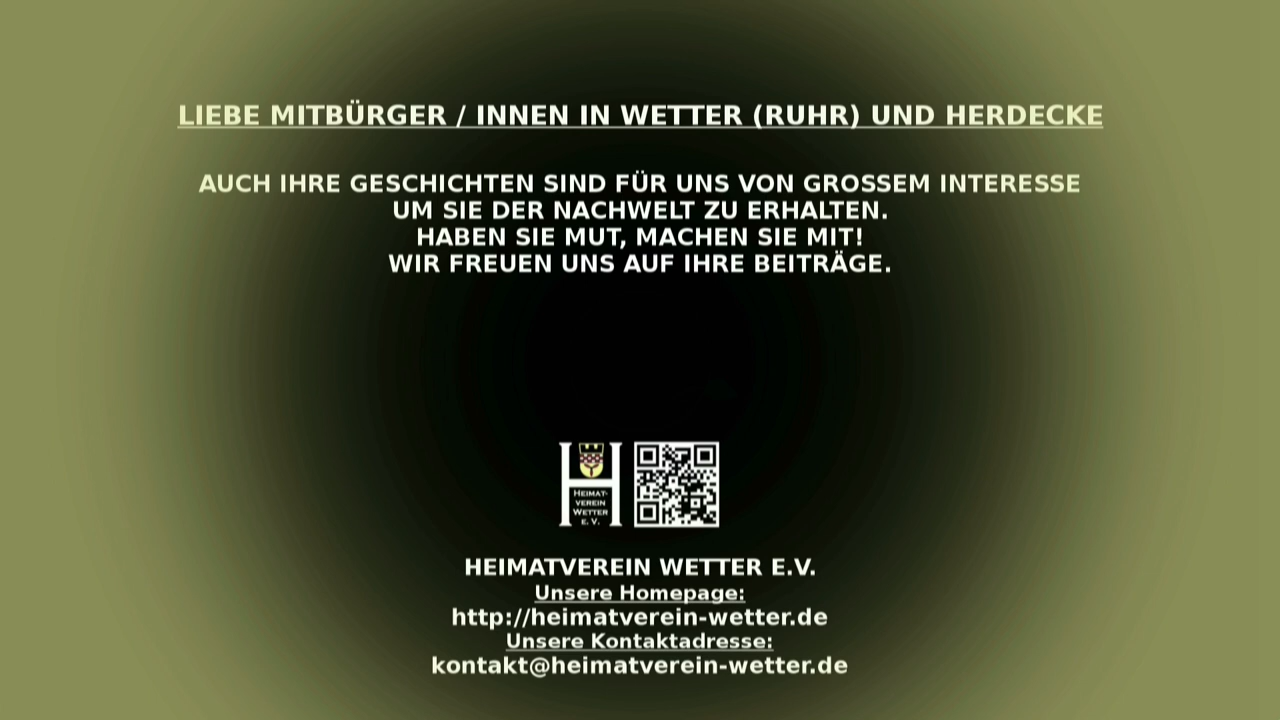 LIEBE MITBÜRGER / INNEN IN WETTER (RUHR) UND HERDECKE
AUCH IHRE GESCHICHTEN SIND FÜR UNS VON GROSSEM INTERESSE
UM SIE DER NACHWELT ZU ERHALTEN.
HABEN SIE MUT, MACHEN SIE MIT!
WIR FREUEN UNS AUF IHRE BEITRÄGE.
HEIMAT-
VEREIN
WETTER
E. V.
HEIMATVEREIN WETTER E.V.
Unsere Homepage:
http://heimatverein-wetter.de
Unsere Kontaktadresse:
kontakt@heimatverein-wetter.de